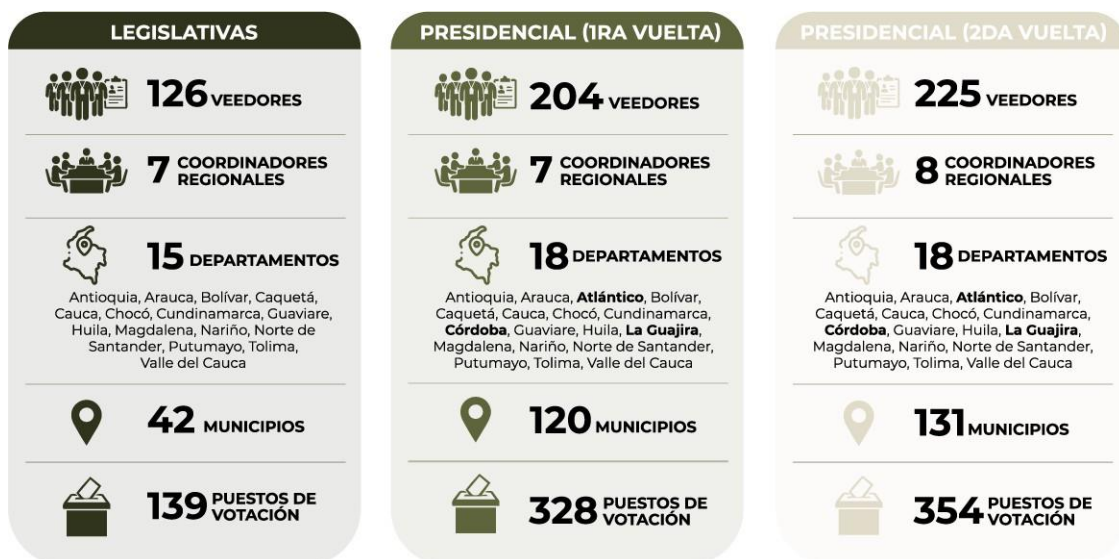 LEGISLATIVAS
126 VEEDORES
7 COORDINADORES
REGIONALES
15 DEPARTAMENTOS
Antioquia, Arauca, Bolívar, Caquetá,
Cauca, Chocó, Cundinamarca, Guaviare,
Huila, Magdalena, Nariño, Norte de
Santander, Putumayo, Tolima,
Valle del Cauca
42 MUNICIPIOS
139 PUESTOS DE
VOTACIÓN
PRESIDENCIAL (1RA VUELTA)
204 VEEDORES
7 COORDINADORES
REGIONALES
18 DEPARTAMENTOS
Antioquia, Arauca, Atlántico, Bolívar,
Caquetá, Cauca, Chocó, Cundinamarca,
Córdoba, Guaviare, Huila, La Guajira,
Magdalena, Nariño, Norte de Santander,
Putumayo, Tolima, Valle del Cauca
120 MUNICIPIOS
328 PUESTOS DE
VOTACIÓN
PRESIDENCIAL (2DA VUELTA)
225 VEEDORES
8 COORDINADORES
REGIONALES
18 DEPARTAMENTOS
Antioquia, Arauca, Atlántico, Bolívar,
Caquetá, Cauca, Chocó, Cundinamarca,
Córdoba, Guaviare, Huila, La Guajira,
Magdalena, Nariño, Norte de Santander,
Putumayo, Tolima, Valle del Cauca
131 MUNICIPIOS
354 PUESTOS DE
VOTACIÓN